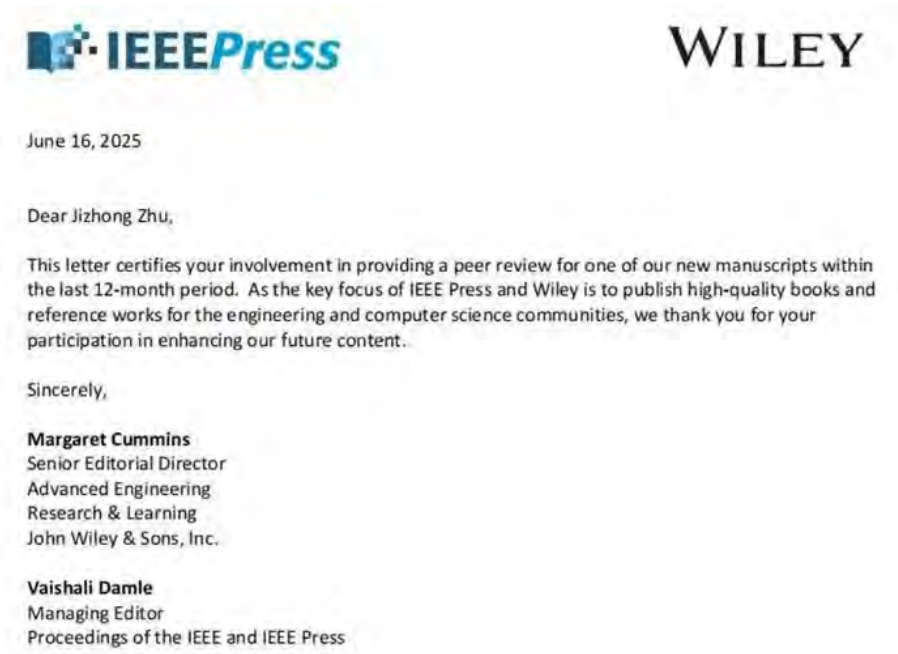 IEEEPress
WILEY
June 16, 2025
Dear Jizhong Zhu,
This letter certifies your involvement in providing a peer review for one of our new manuscripts within
the last 12-month period.  As the key focus of IEEE Press and Wiley is to publish high-quality books and
reference works for the engineering and computer science communities, we thank you for your
participation in enhancing our future content.
Sincerely,
Margaret Cummins
Senior Editorial Director
Advanced Engineering
Research & Learning
John Wiley & Sons, Inc.
Vaishali Damle
Managing Editor
Proceedings of the IEEE and IEEE Press